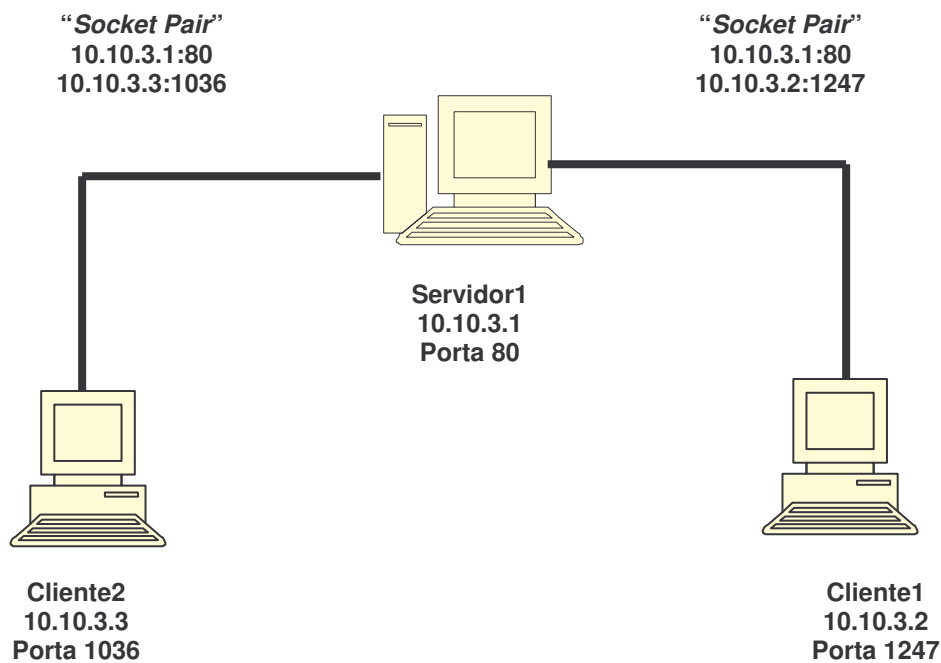 “Socket Pair”
10.10.3.1:80
10.10.3.3:1036
“Socket Pair”
10.10.3.1:80
10.10.3.2:1247
Servidor1
10.10.3.1
Porta 80
Cliente2
10.10.3.3
Porta 1036
Cliente1
10.10.3.2
Porta 1247